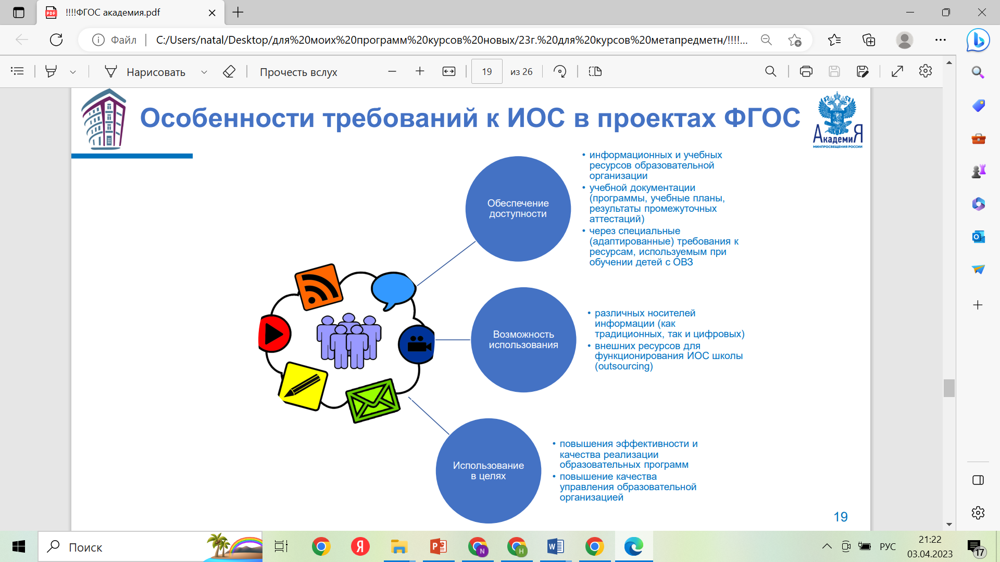 !!!!ФГОС академия.pdf
Файл
C:/Users/natal/Desktop/для%20моих%20программ%20курсов%20новых/23г.%20для%20курсов%20метапредметн/!!!!...
Нарисовать
Прочесть вслух
19
из 26
Особенности требований к ИОС в проектах ФГОС
АкадемиЯ
МИНПРОСВЕЩЕНИЯ РОССИИ
Обеспечение
доступности
• информационных и учебных
ресурсов образовательной
организации
• учебной документации
(программы, учебные планы,
результаты промежуточных
аттестаций)
• через специальные
(адаптированные) требования к
ресурсам, используемым при
обучении детей с ОВЗ
Возможность
использования
• различных носителей
информации (как
традиционных, так и цифровых)
• внешних ресурсов для
функционирования ИОС школы
(outsourcing)
Использование
в целях
• повышения эффективности и
качества реализации
образовательных программ
• повышение качества
управления образовательной
организацией
19
Поиск
РУС
21:22
03.04.2023
17